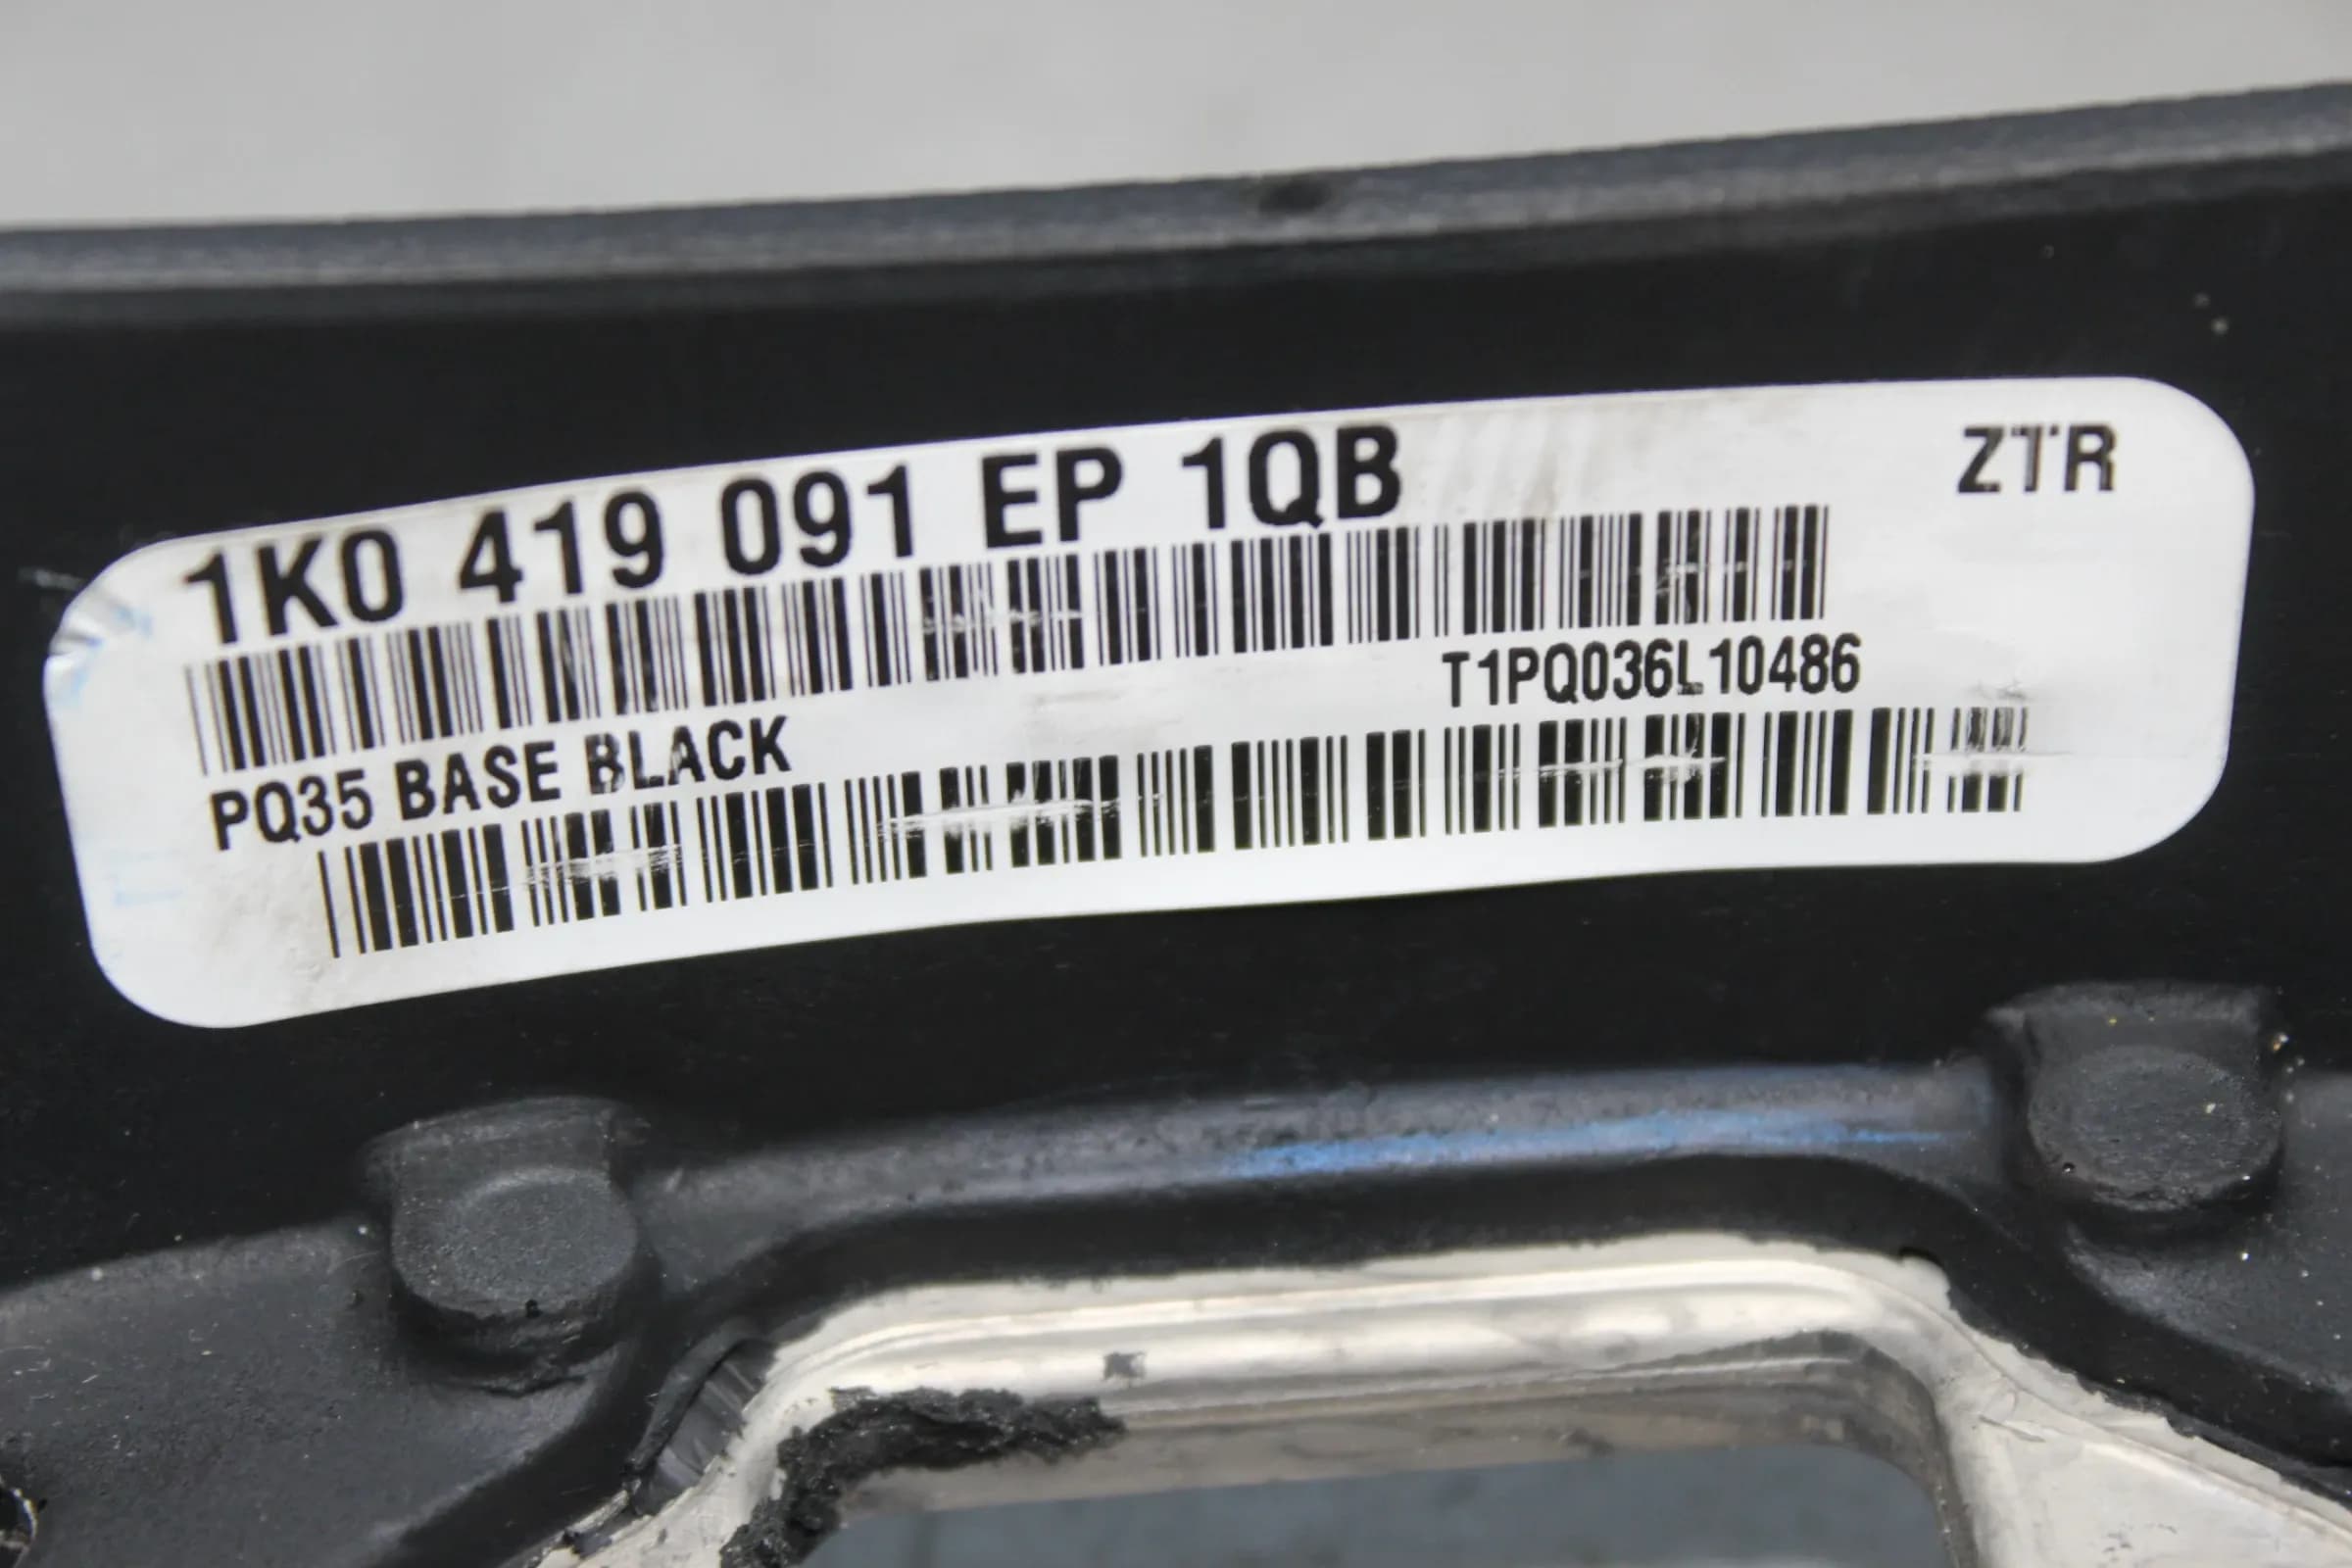 1K0 419 091 EP 1QB
ZTR
T1PQ036L10486
PQ35 BASE BLACK